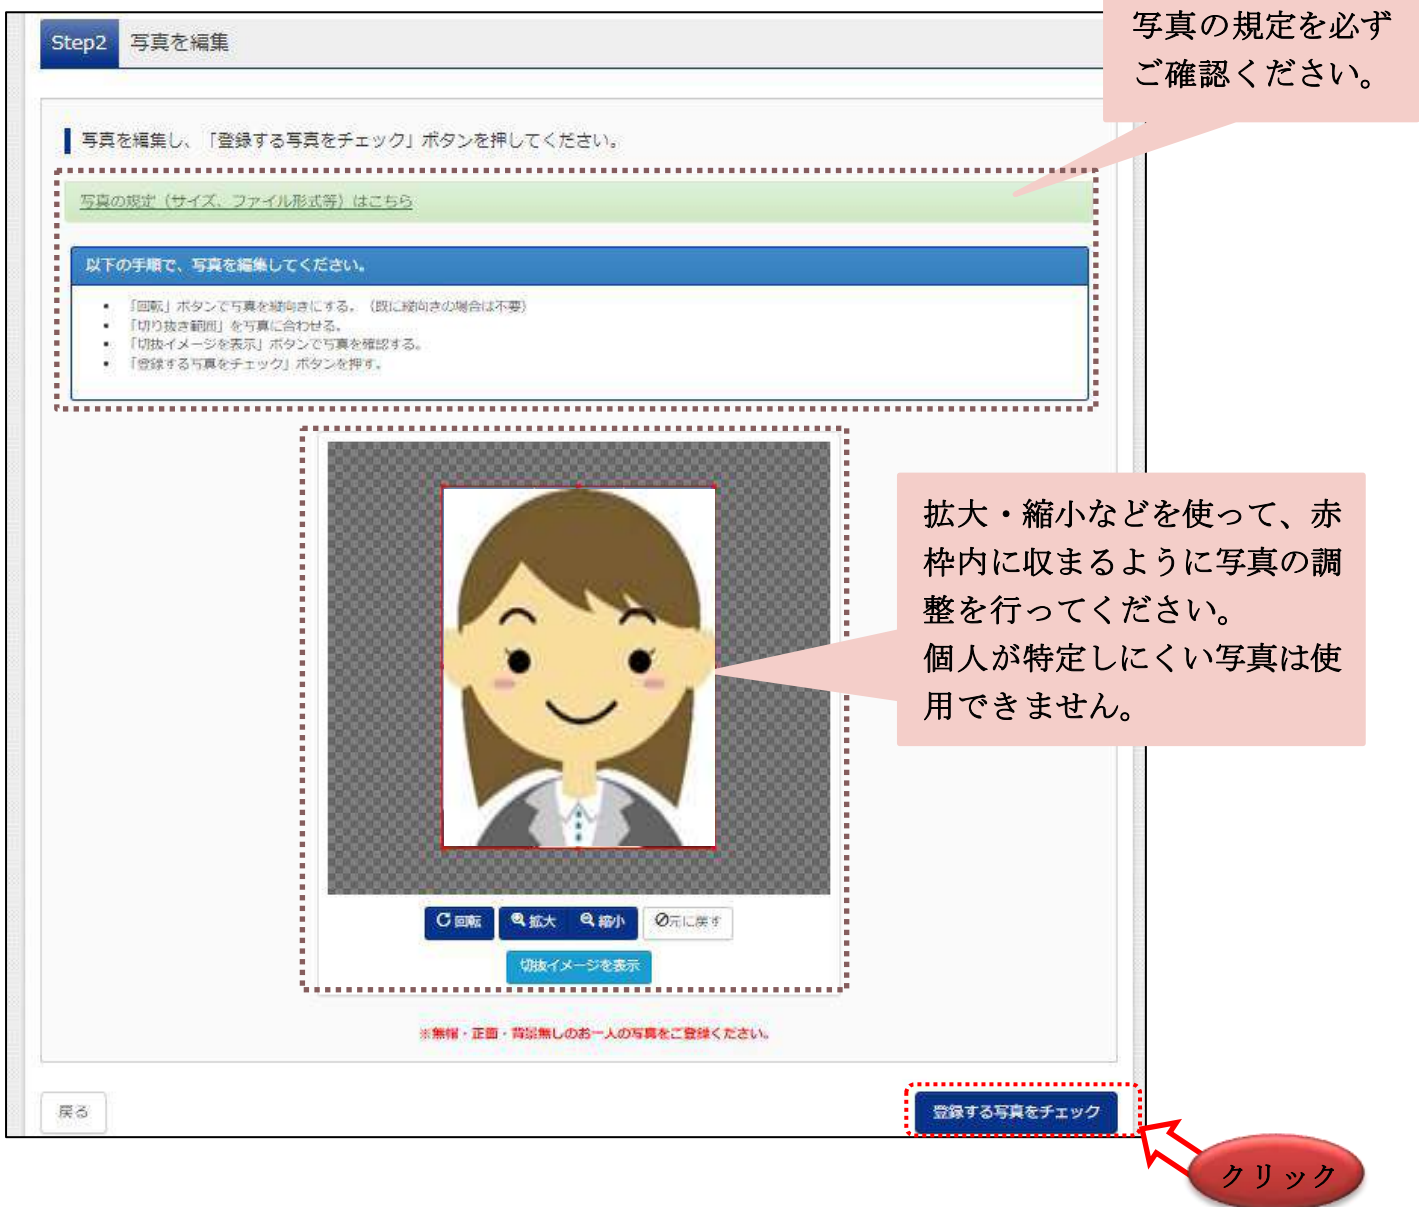 写真の規定を必ず
ご確認ください。
Step2 写真を編集
写真を編集し、「登録する写真をチェック」ボタンを押してください。
写真の規定（サイズ、ファイル形式等）はこちら
以下の手順で、写真を編集してください。
・ 「回転」ボタンで写真を縦向きにする。（既に縦向きの場合は不要）
・ 「切り抜き範囲」を写真に合わせる。
・ 「切抜イメージを表示」ボタンで写真を確認する。
・ 「登録する写真をチェック」ボタンを押す。
拡大・縮小などを使って、赤
枠内に収まるように写真の調
整を行ってください。
個人が特定しにくい写真は使
用できません。
回転 拡大 縮小 元に戻す
切抜イメージを表示
※無帽・正面・背景無しのお一人の写真をご登録ください。
戻る
登録する写真をチェック
クリック